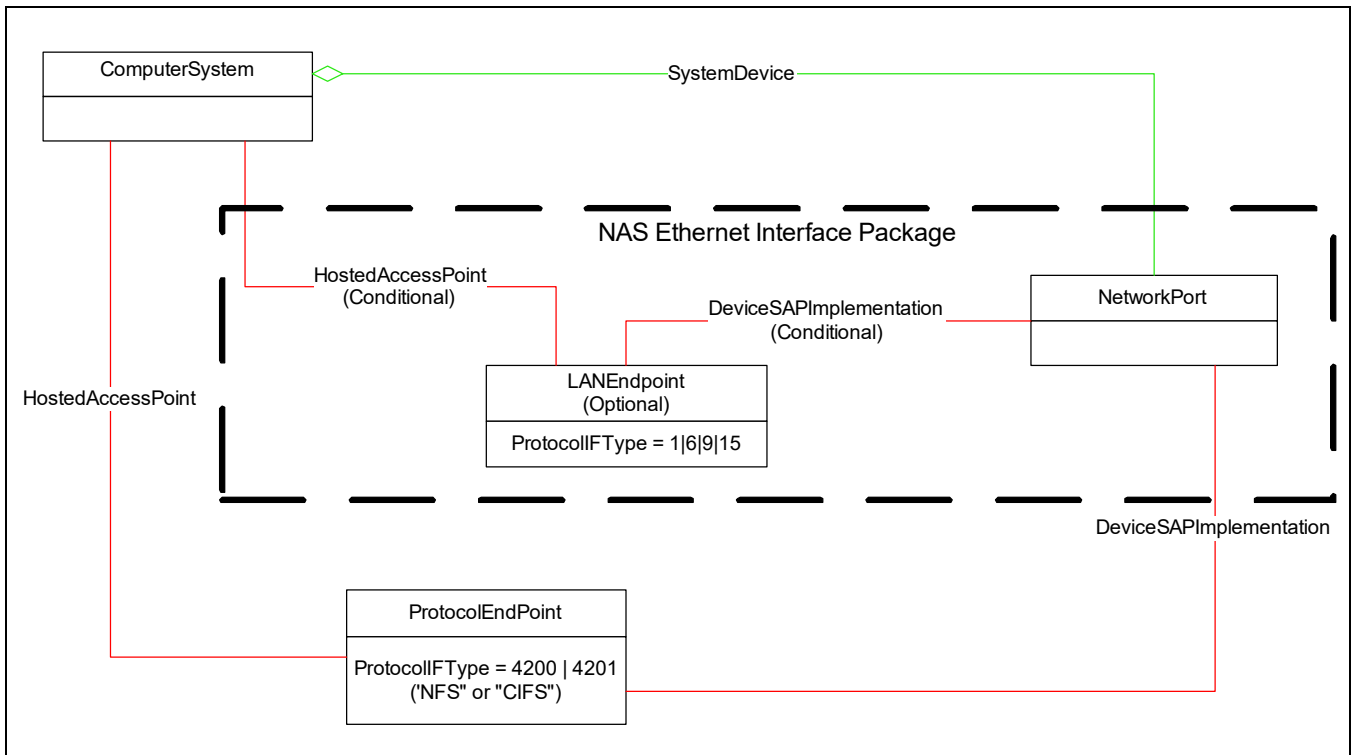 ComputerSystem
SystemDevice
NAS Ethernet Interface Package
HostedAccessPoint
(Conditional)
DeviceSAPImplementation
(Conditional)
NetworkPort
LANEndpoint
(Optional)
ProtocolIFType = 1|6|9|15
HostedAccessPoint
DeviceSAPImplementation
ProtocolEndPoint
ProtocolIFType = 4200 | 4201
('NFS" or "CIFS")